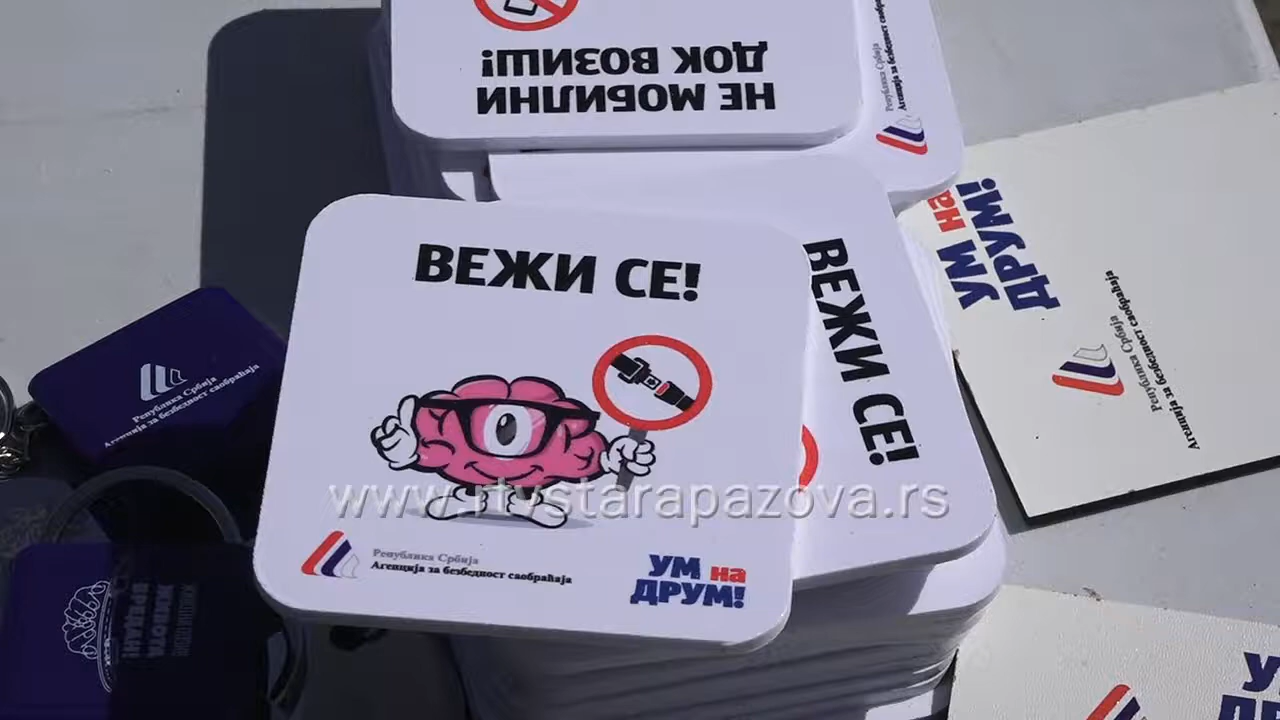 НЕ МОБИЛНИ
ДОК ВОЗИШ!
Република Србија
Агенција за безбедност саобраћаја
ВЕЖИ СЕ!
Република Србија
Агенција за безбедност саобраћаја
УМ на
ДРУМ!
ВЕЖИ СЕ!
УМ на
ДРУМ!
Република Србија
Агенција за безбедност саобраћаја
Република Србија
Агенција за безбедност саобраћаја
www.rtvstarapazova.rs